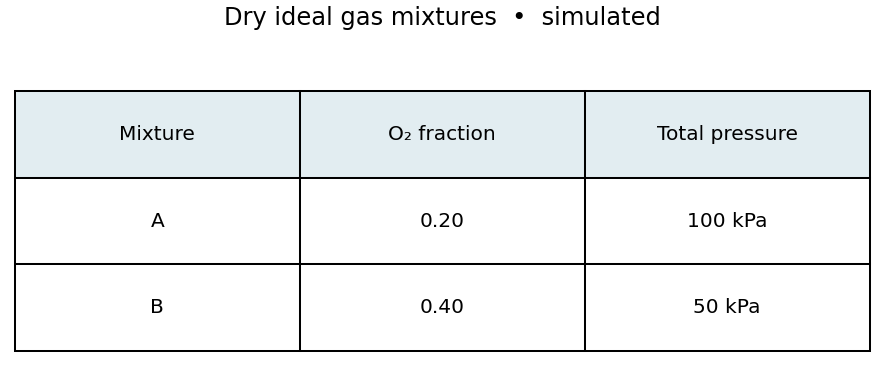 Dry ideal gas mixtures • simulated
Mixture O₂ fraction Total pressure
A 0.20 100 kPa
B 0.40 50 kPa